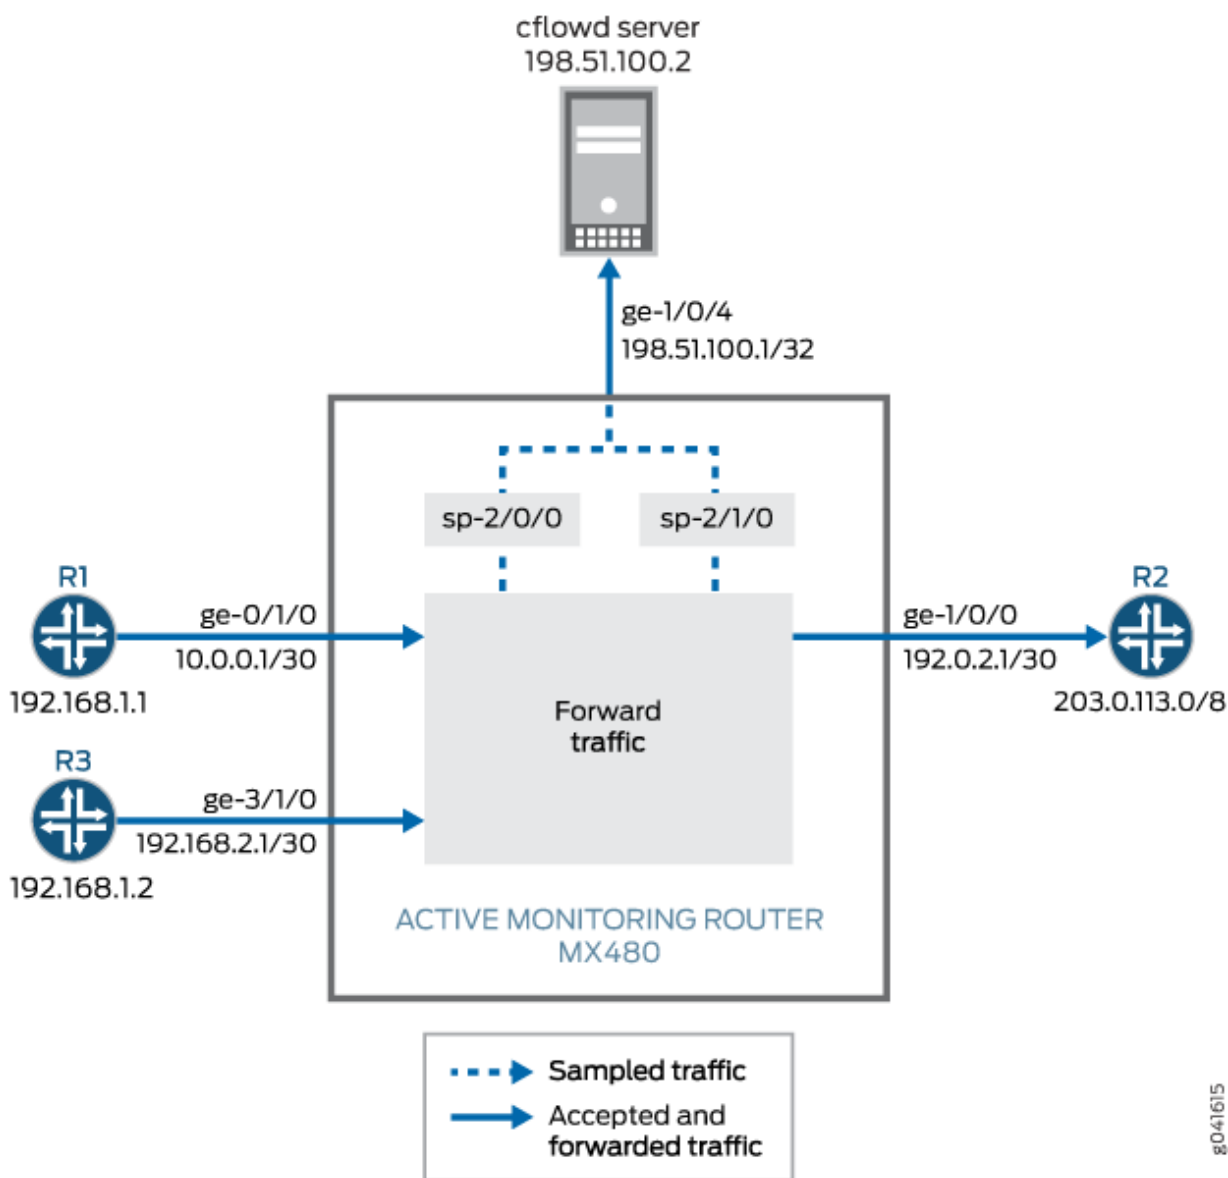 cflowd server
198.51.100.2
ge-1/0/4
198.51.100.1/32
sp-2/0/0
sp-2/1/0
R1
ge-0/1/0
10.0.0.1/30
192.168.1.1
R2
ge-1/0/0
192.0.2.1/30
203.0.113.0/8
Forward
traffic
R3
ge-3/1/0
192.168.2.1/30
192.168.1.2
ACTIVE MONITORING ROUTER
MX480
Sampled traffic
Accepted and
forwarded traffic
g041615